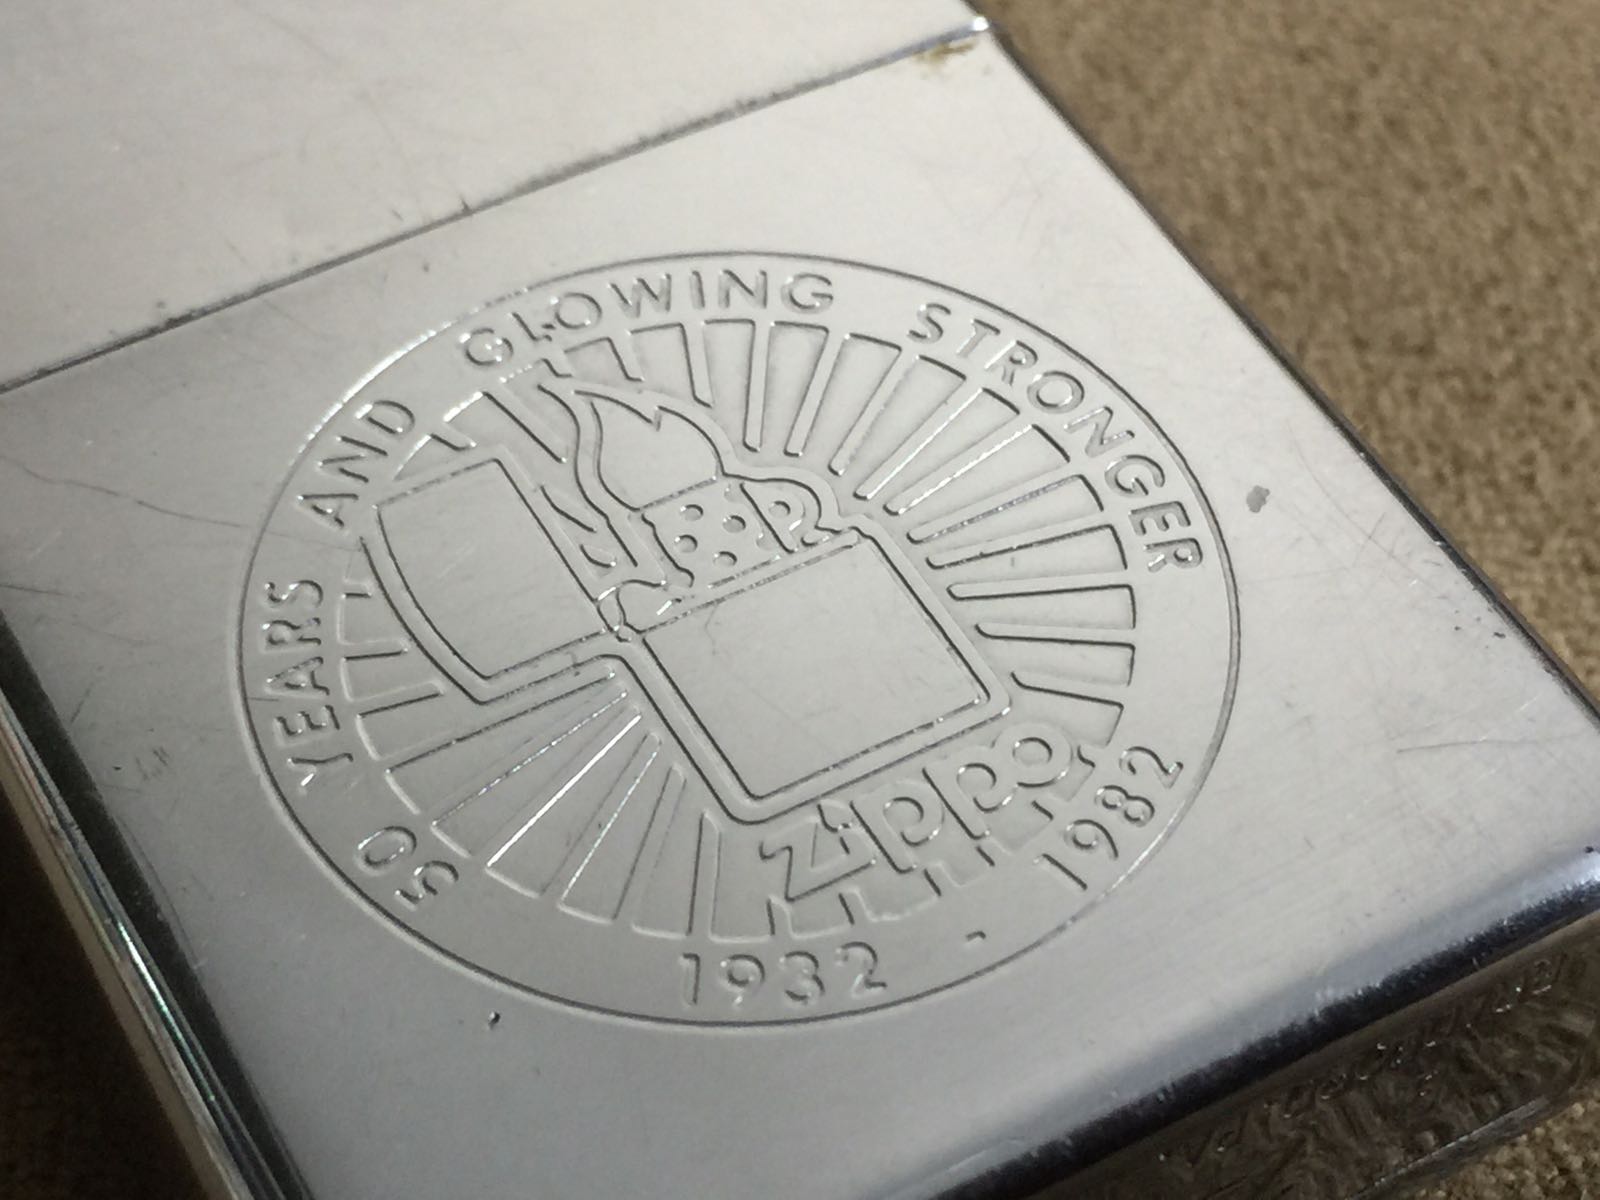 50 YEARS AND GLOWING STRONGER
zippo
1932 - 1982